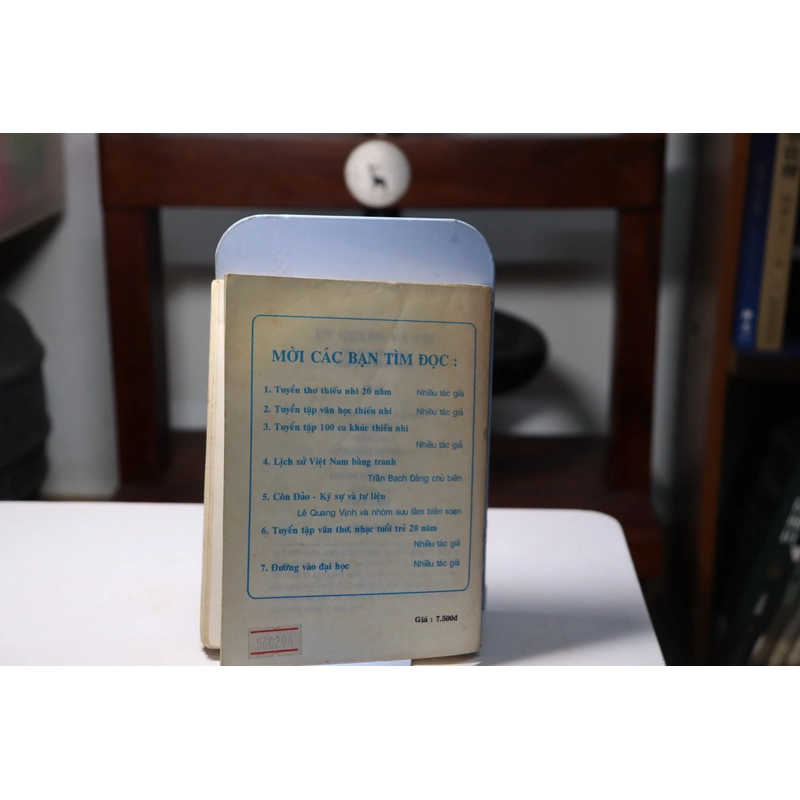 MỜI CÁC BẠN TÌM ĐỌC :
1. Tuyển thơ thiếu nhi 20 năm Nhiều tác giả
2. Tuyển tập văn học thiếu nhi Nhiều tác giả
3. Tuyển tập 100 ca khúc thiếu nhi
Nhiều tác giả
4. Lịch sử Việt Nam bằng tranh
Trần Bạch Đằng chủ biên
5. Côn Đảo - Ký sự và tư liệu
Lê Quang Vịnh và nhóm sưu tầm biên soạn
6. Tuyển tập văn thơ, nhạc tuổi trẻ 20 năm
Nhiều tác giả
7. Đường vào đại học Nhiều tác giả
Giá : 7.500đ
560294